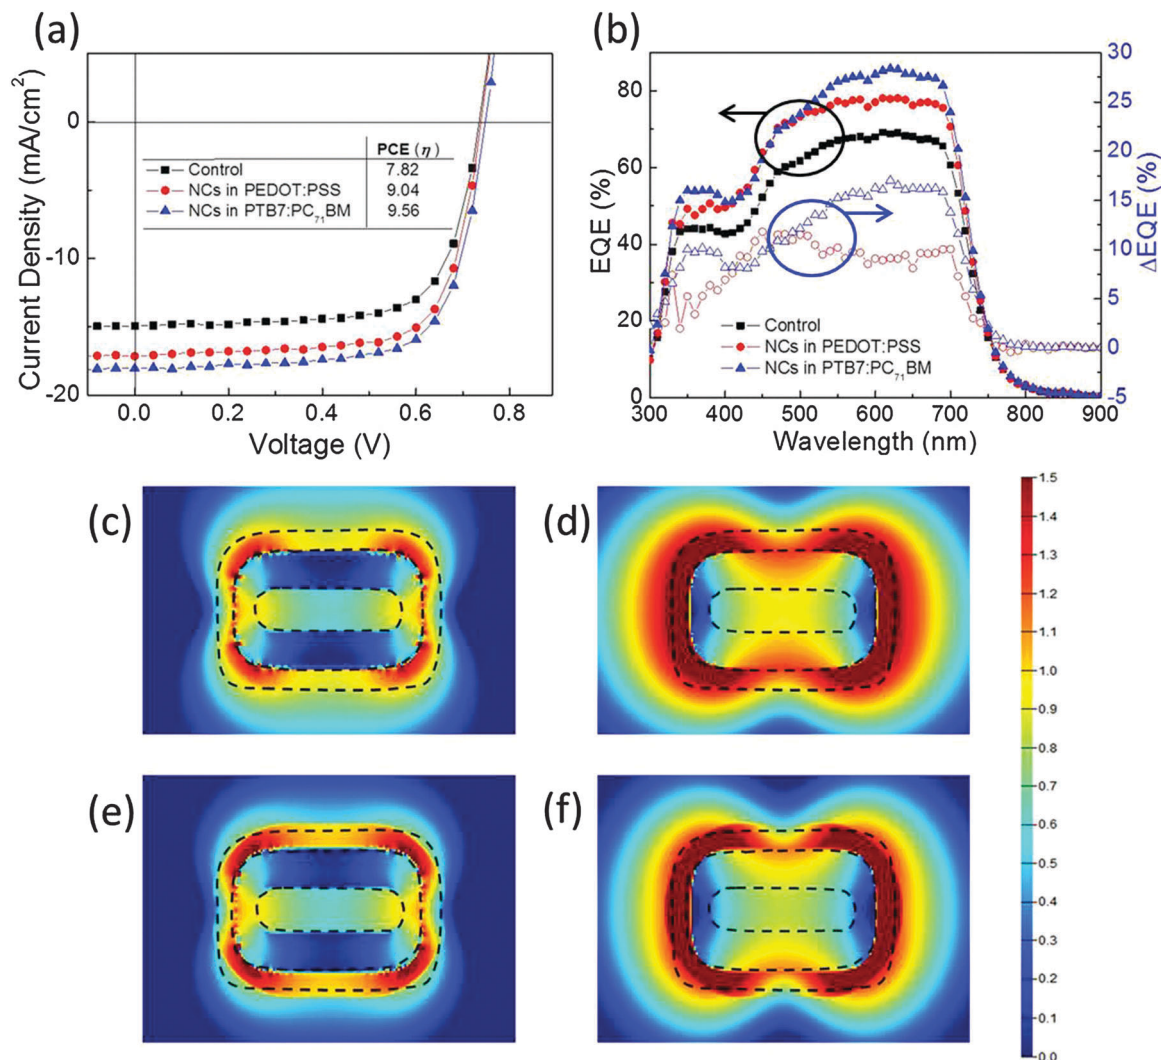 (a)
Current Density (mA/cm²)
0
-10
-20
PCE (η)
Control 7.82
NCs in PEDOT:PSS 9.04
NCs in PTB7:PC₇₁BM 9.56
0.0 0.2 0.4 0.6 0.8
Voltage (V)
(b)
EQE (%)
80
60
40
20
0
Control
NCs in PEDOT:PSS
NCs in PTB7:PC₇₁BM
30
25
20
15
10
5
0
-5
ΔEQE (%)
300 400 500 600 700 800 900
Wavelength (nm)
(c)
(d)
(e)
(f)
1.5
1.4
1.3
1.2
1.1
1.0
0.9
0.8
0.7
0.6
0.5
0.4
0.3
0.2
0.1
0.0